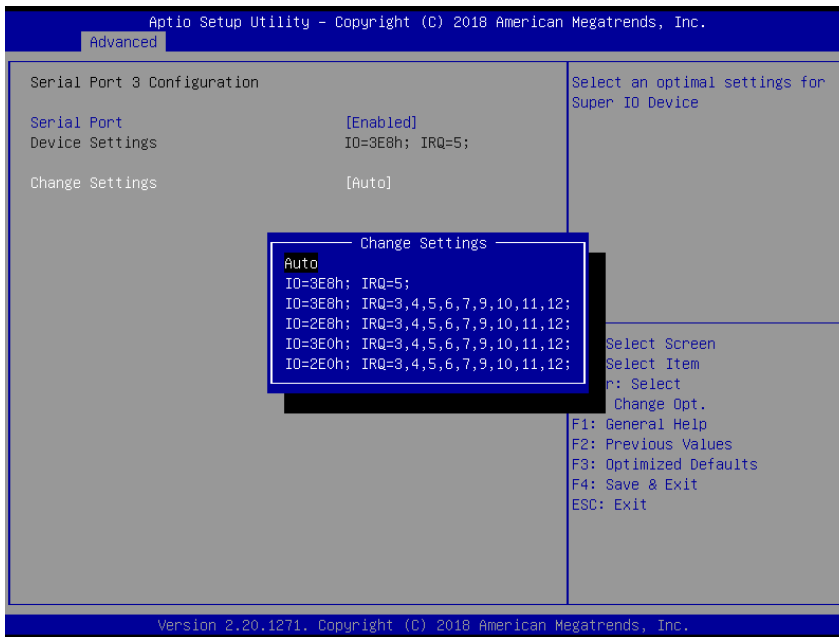 Aptio Setup Utility – Copyright (C) 2018 American Megatrends, Inc.
Advanced
Serial Port 3 Configuration
Serial Port [Enabled]
Device Settings IO=3E8h; IRQ=5;
Change Settings [Auto]
Select an optimal settings for
Super IO Device
Change Settings
Auto
IO=3E8h; IRQ=5;
IO=3E8h; IRQ=3,4,5,6,7,9,10,11,12;
IO=2E8h; IRQ=3,4,5,6,7,9,10,11,12;
IO=3E0h; IRQ=3,4,5,6,7,9,10,11,12;
IO=2E0h; IRQ=3,4,5,6,7,9,10,11,12;
Select Screen
Select Item
r: Select
Change Opt.
F1: General Help
F2: Previous Values
F3: Optimized Defaults
F4: Save & Exit
ESC: Exit
Version 2.20.1271. Copyright (C) 2018 American Megatrends, Inc.